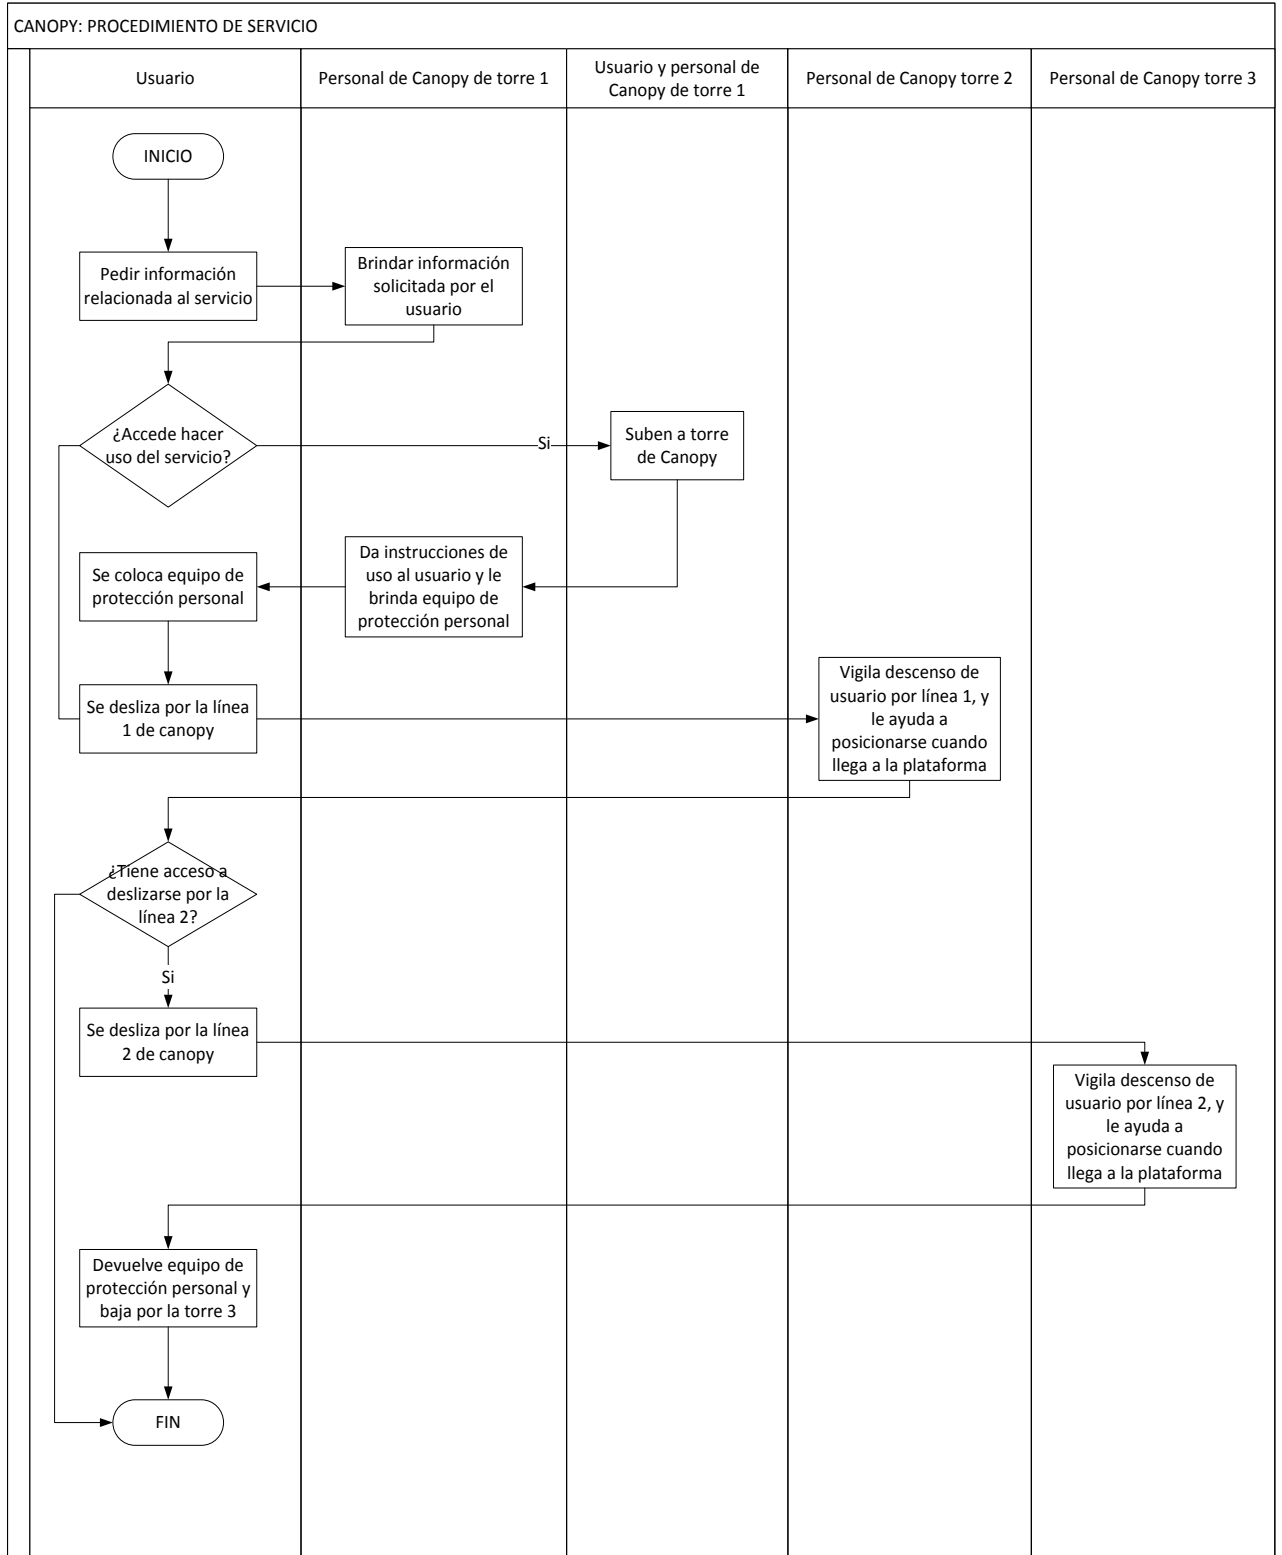 CANOPY: PROCEDIMIENTO DE SERVICIO
Usuario
Personal de Canopy de torre 1
Usuario y personal de
Canopy de torre 1
Personal de Canopy torre 2
Personal de Canopy torre 3
INICIO
Pedir información
relacionada al servicio
Brindar información
solicitada por el
usuario
¿Accede hacer
uso del servicio?
Si
Suben a torre
de Canopy
Da instrucciones de
uso al usuario y le
brinda equipo de
protección personal
Se coloca equipo de
protección personal
Se desliza por la línea
1 de canopy
Vigila descenso de
usuario por línea 1, y
le ayuda a
posicionarse cuando
llega a la plataforma
¿Tiene acceso a
deslizarse por la
línea 2?
Si
Se desliza por la línea
2 de canopy
Vigila descenso de
usuario por línea 2, y
le ayuda a
posicionarse cuando
llega a la plataforma
Devuelve equipo de
protección personal y
baja por la torre 3
FIN